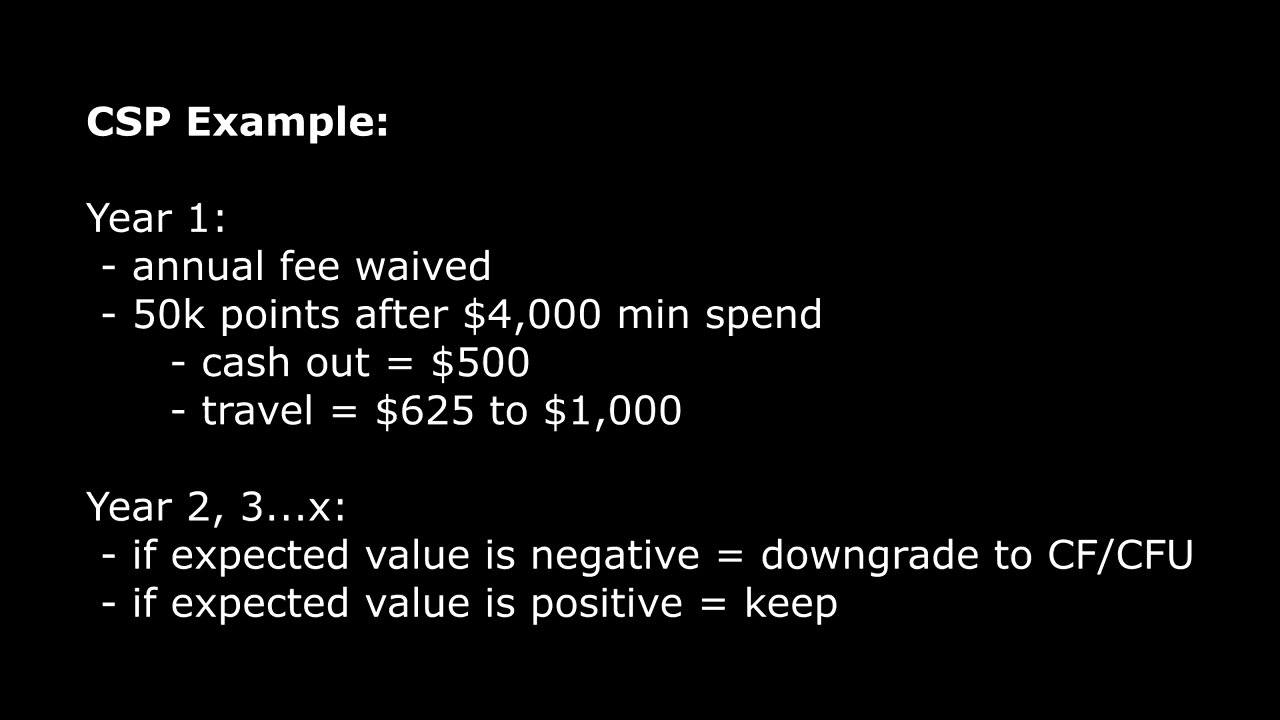 CSP Example:
Year 1:
- annual fee waived
- 50k points after $4,000 min spend
- cash out = $500
- travel = $625 to $1,000
Year 2, 3...x:
- if expected value is negative = downgrade to CF/CFU
- if expected value is positive = keep